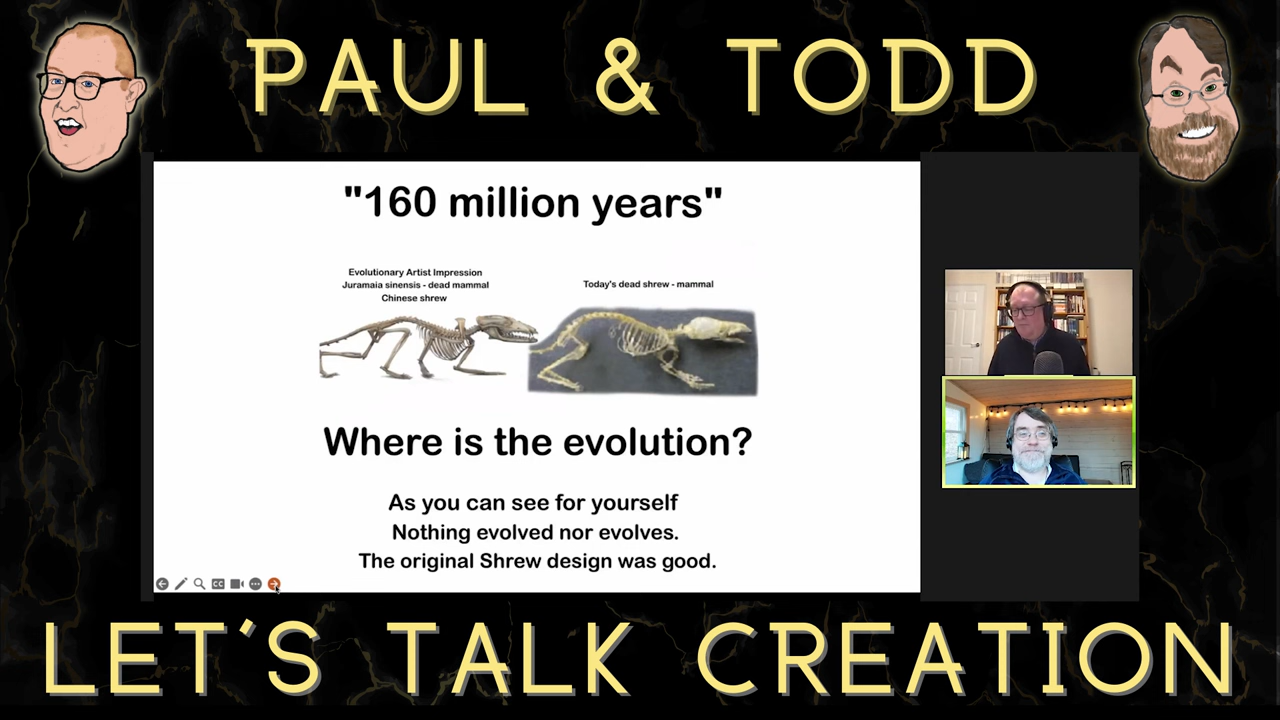 PAUL & TODD
"160 million years"
Evolutionary Artist Impression
Juramaia sinensis - dead mammal
Chinese shrew
Today's dead shrew - mammal
Where is the evolution?
As you can see for yourself
Nothing evolved nor evolves.
The original Shrew design was good.
CC
LET'S TALK CREATION